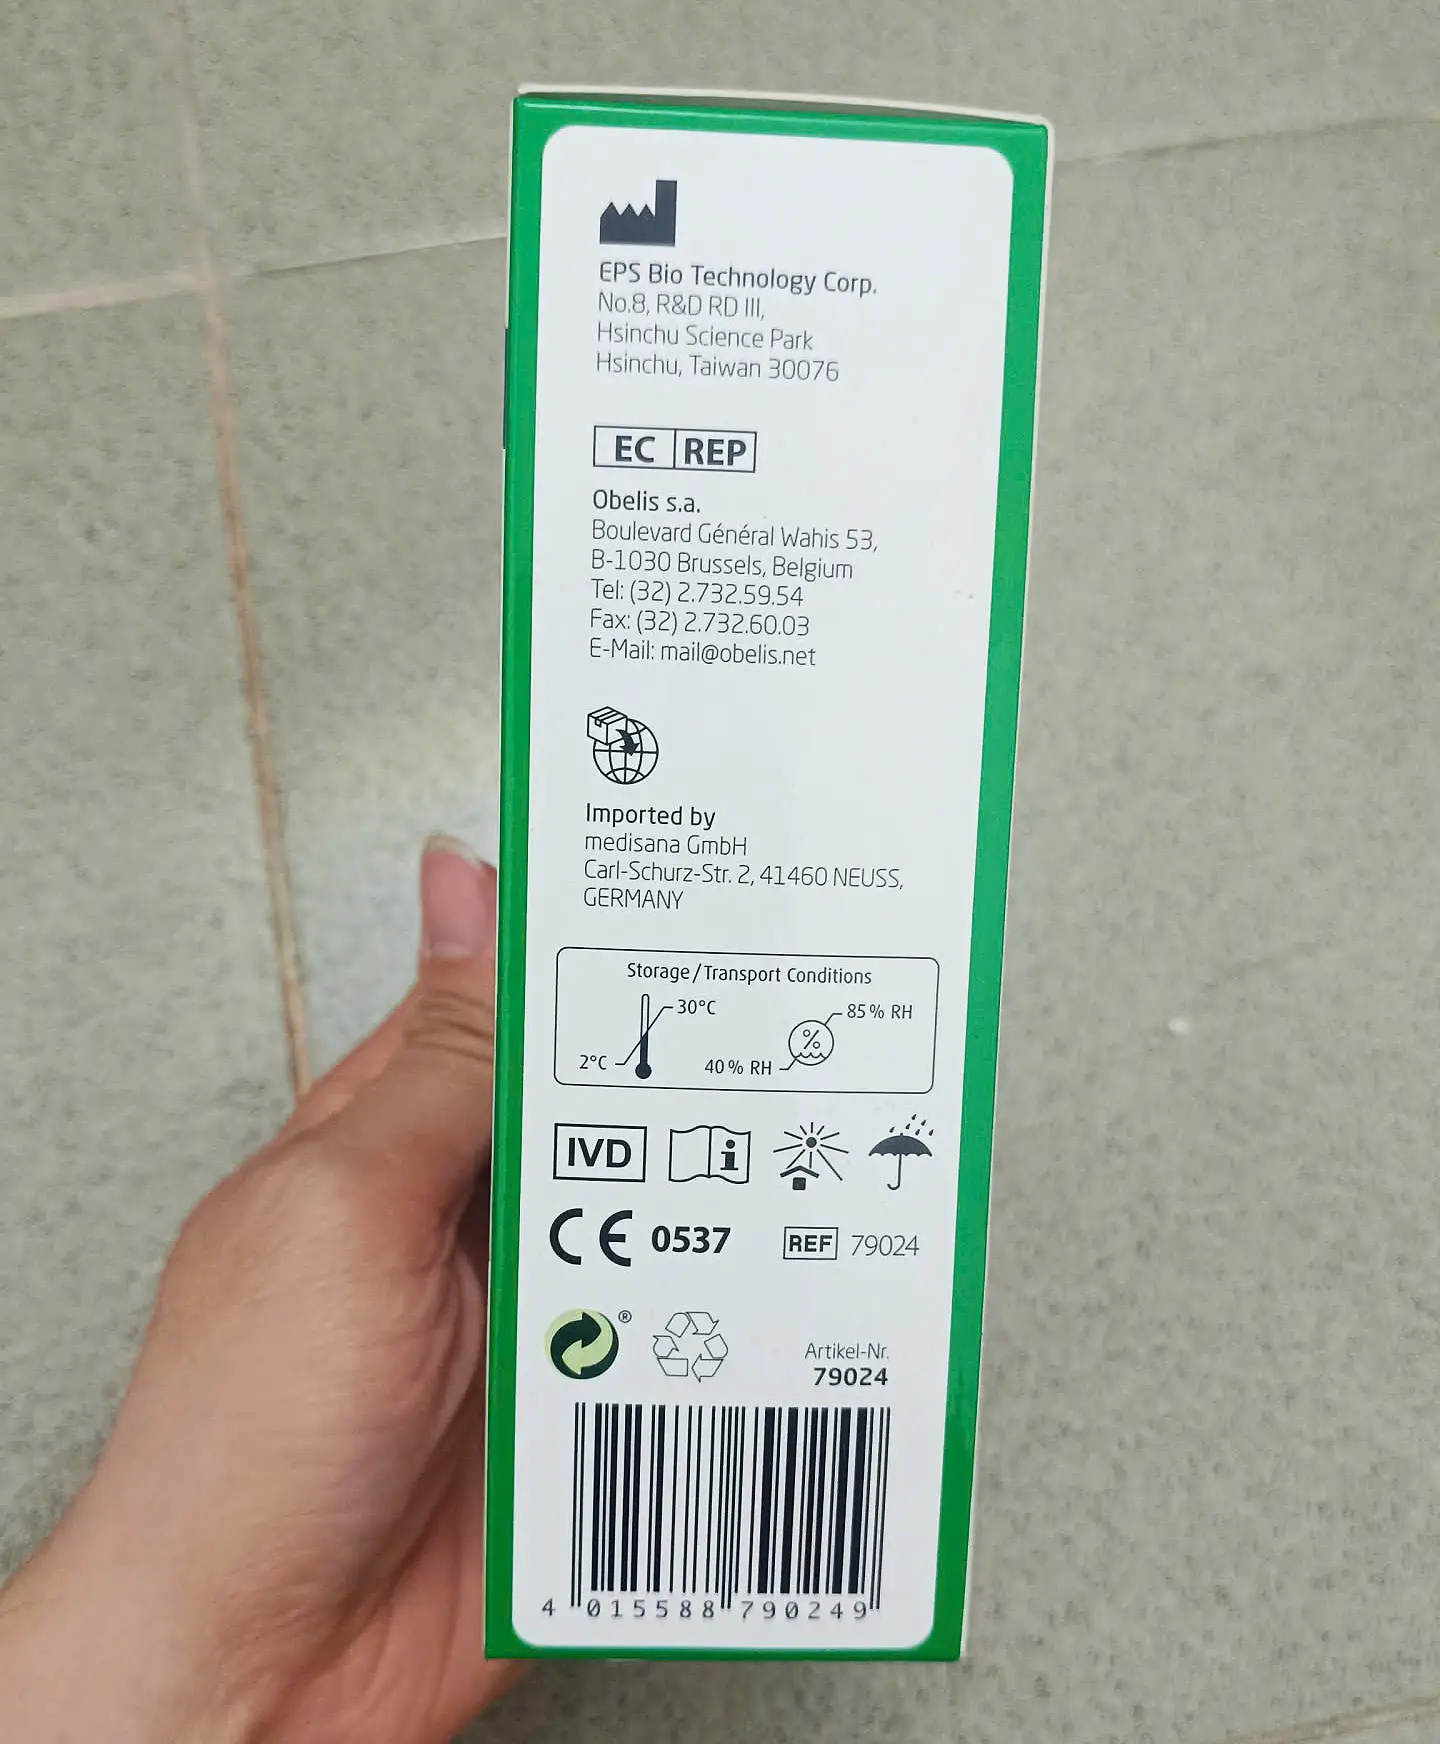 EPS Bio Technology Corp.
No.8, R&D RD III,
Hsinchu Science Park
Hsinchu, Taiwan 30076
EC REP
Obelis s.a.
Boulevard Général Wahis 53,
B-1030 Brussels, Belgium
Tel: (32) 2.732.59.54
Fax: (32) 2.732.60.03
E-Mail: mail@obelis.net
Imported by
medisana GmbH
Carl-Schurz-Str. 2, 41460 NEUSS,
GERMANY
Storage/Transport Conditions
30°C
85% RH
%
2°C
40% RH
IVD
i
CE 0537
REF 79024
®
Artikel-Nr.
79024
4 015588 790249